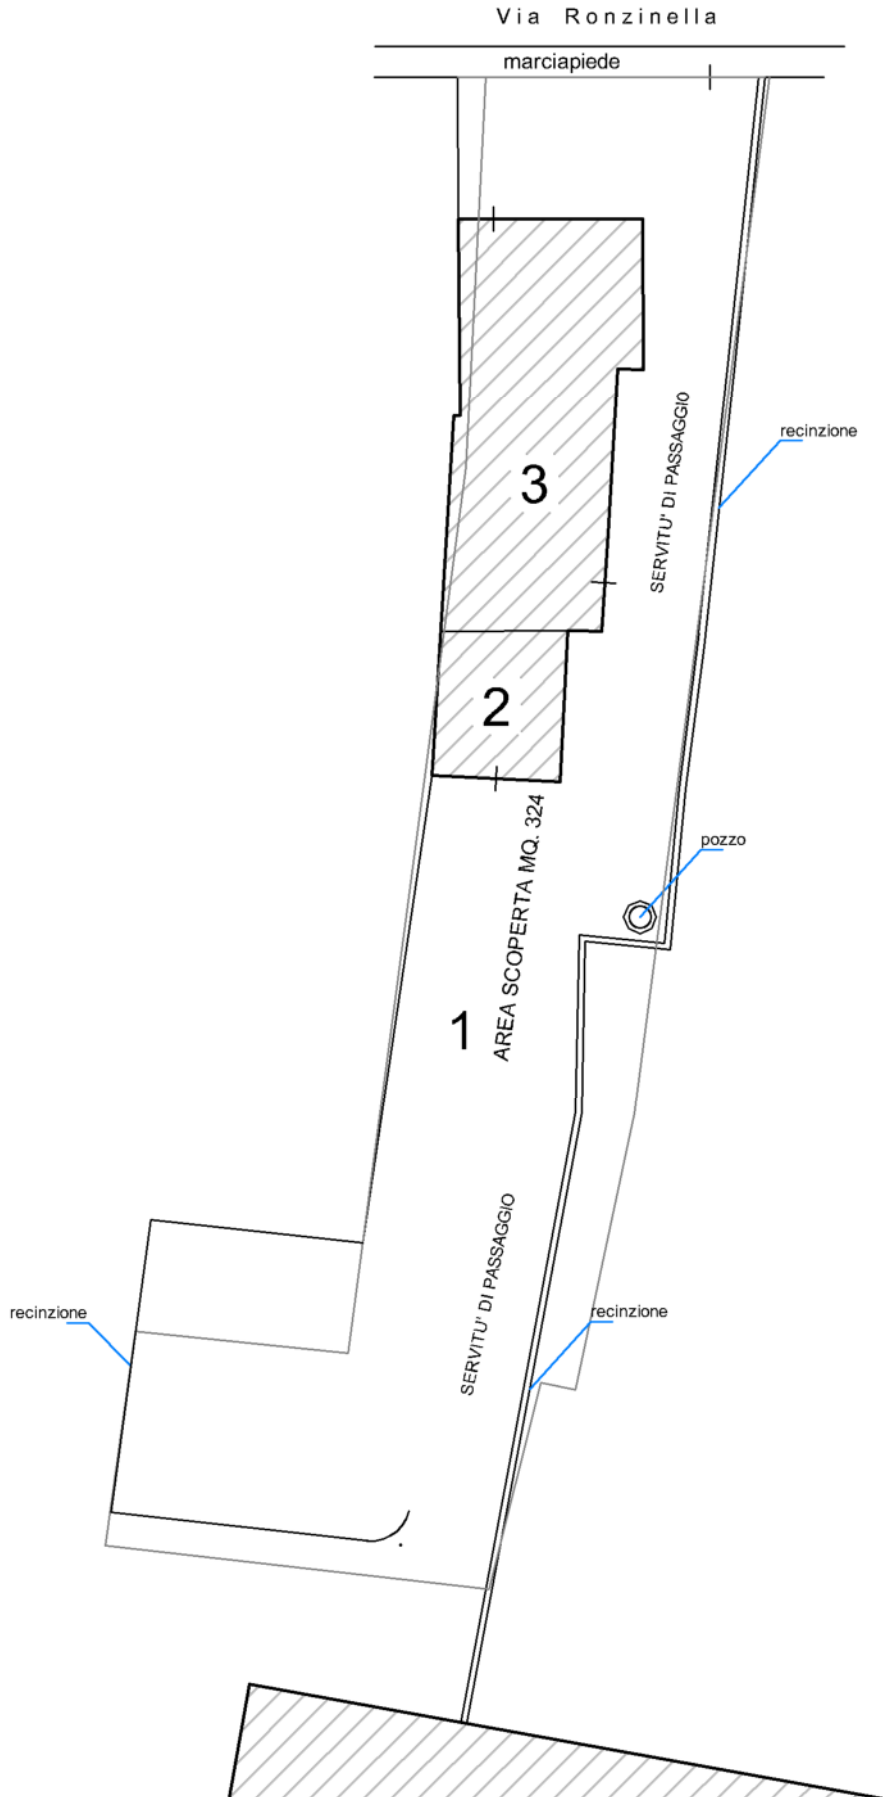 Via Ronzinella
marciapiede
recinzione
SERVITU' DI PASSAGGIO
3
2
AREA SCOPERTA MQ. 324
pozzo
1
SERVITU' DI PASSAGGIO
recinzione
recinzione